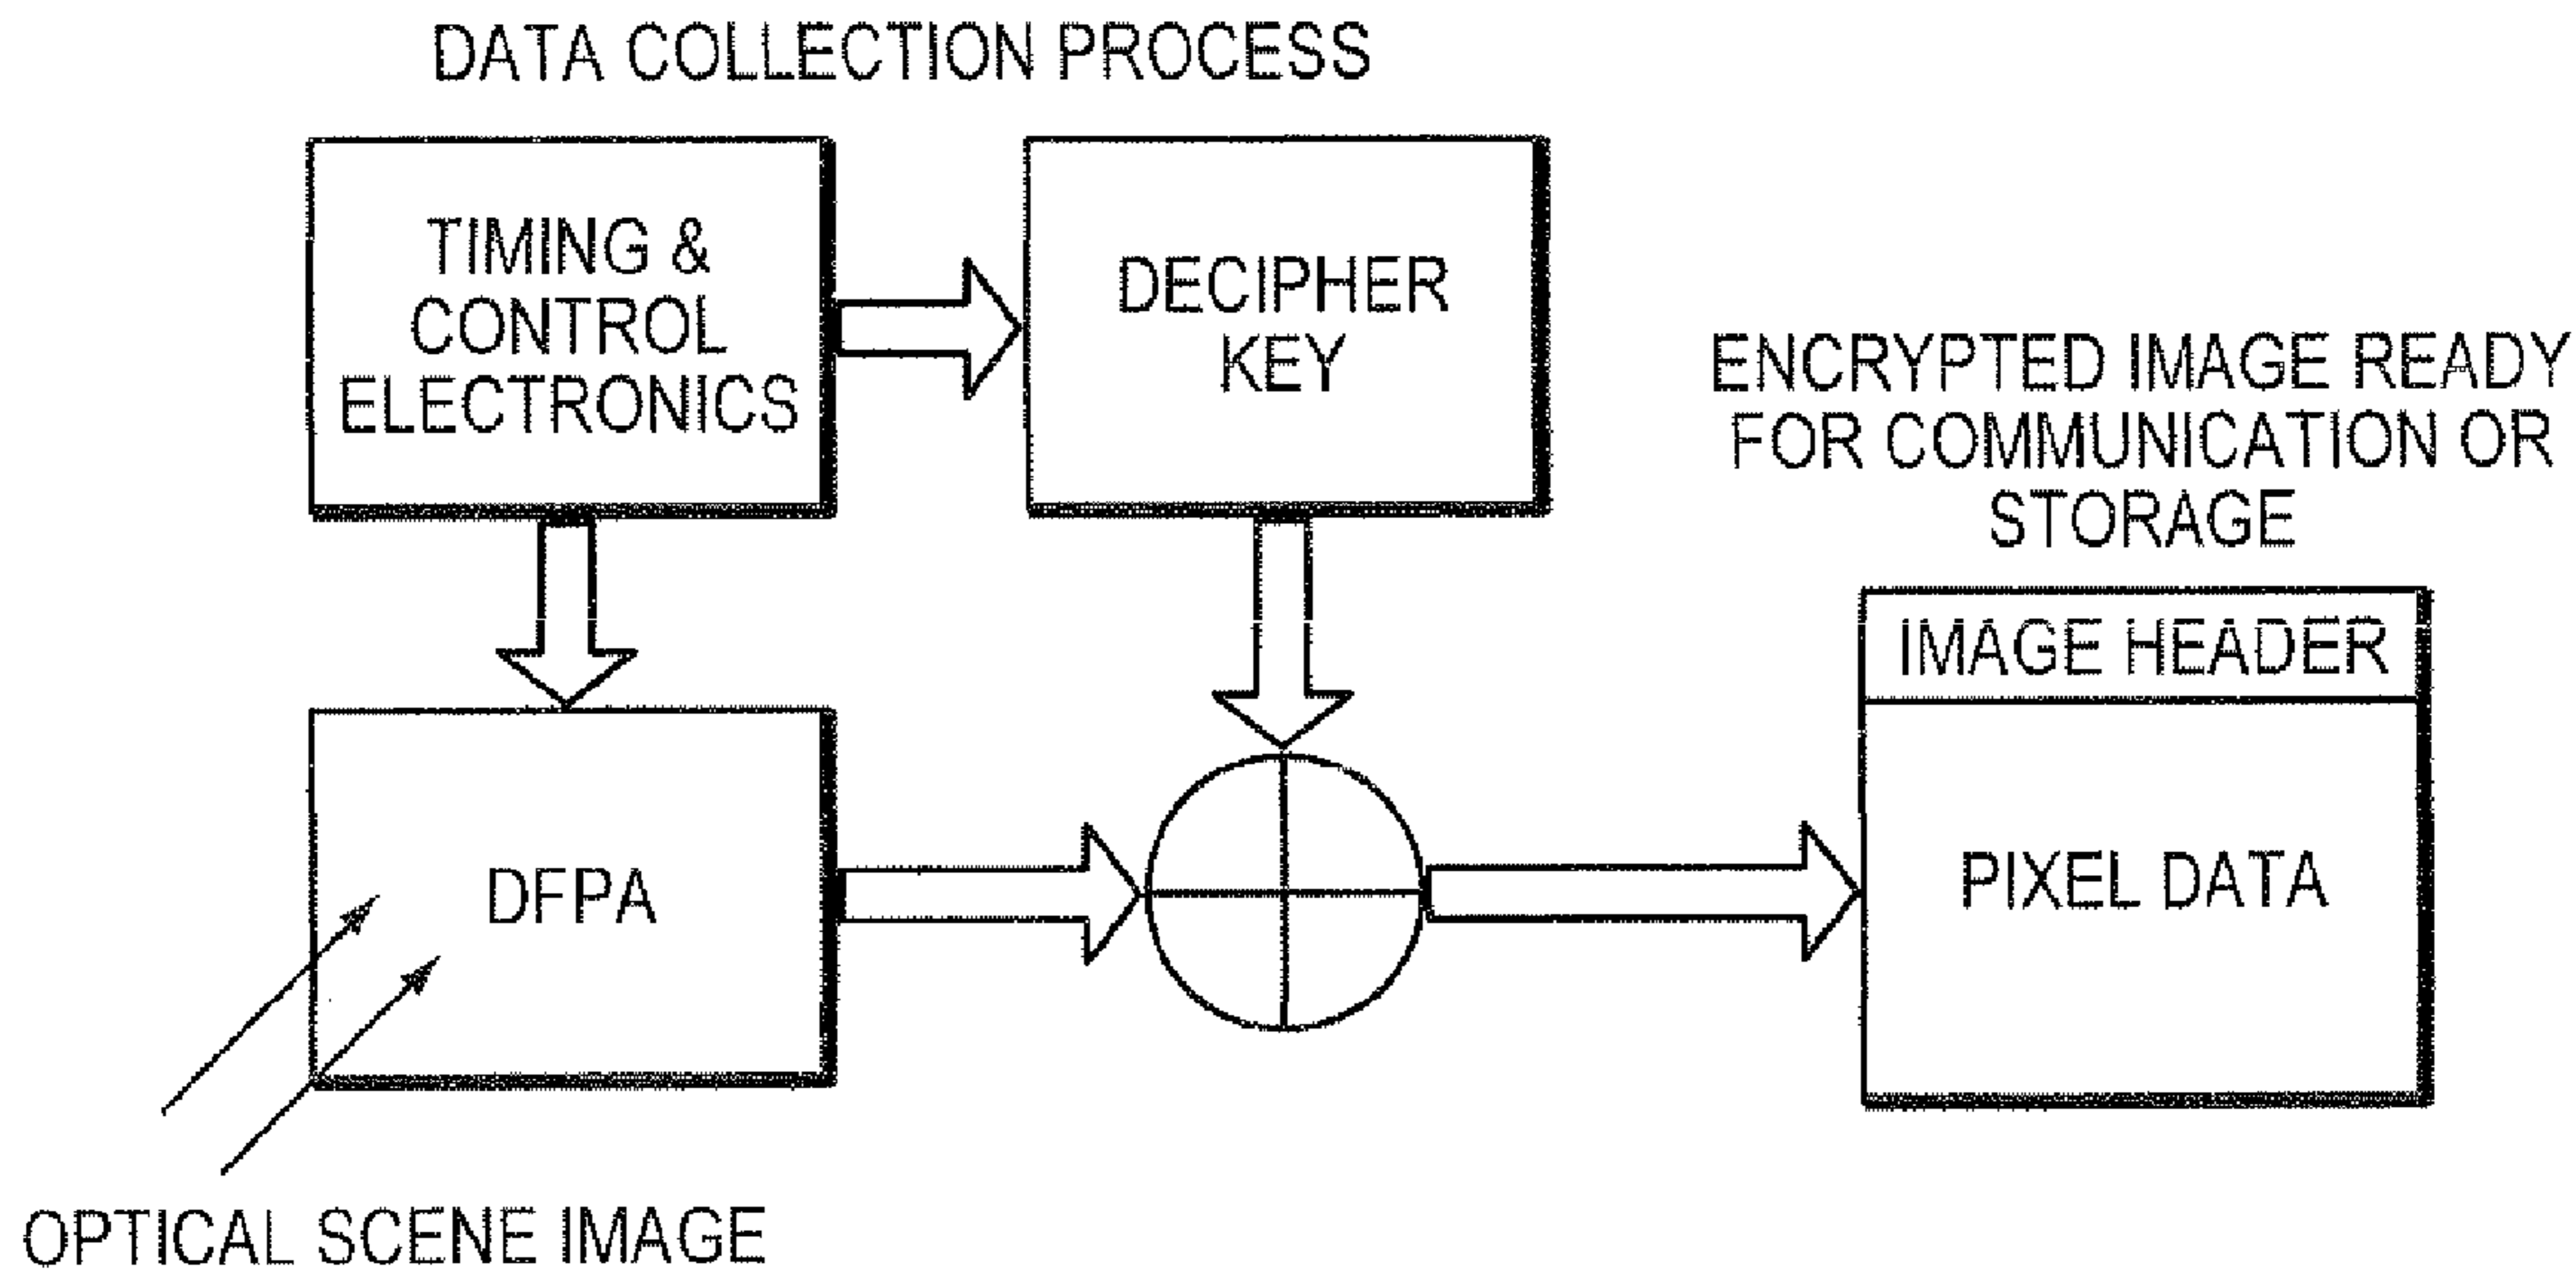 DATA COLLECTION PROCESS
TIMING &
CONTROL
ELECTRONICS
DECIPHER
KEY
ENCRYPTED IMAGE READY
FOR COMMUNICATION OR
STORAGE
IMAGE HEADER
DFPA
PIXEL DATA
OPTICAL SCENE IMAGE